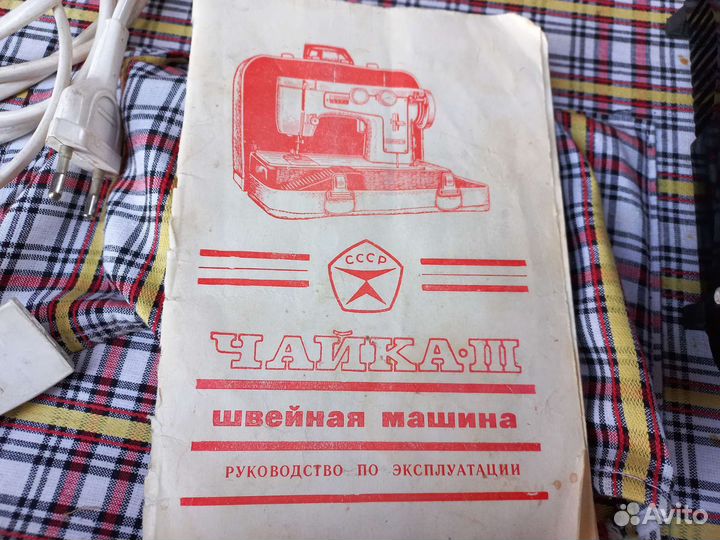 СССР
ЧАЙКА·III
швейная машина
РУКОВОДСТВО ПО ЭКСПЛУАТАЦИИ
Avito